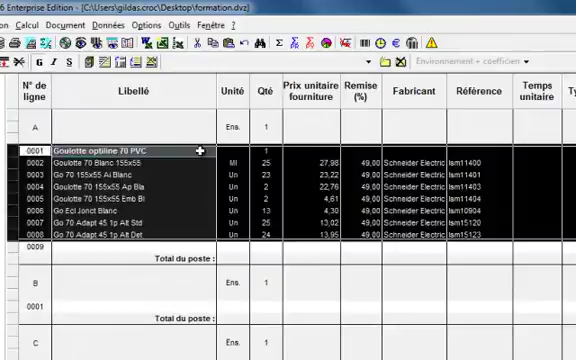 6 Enterprise Edition - [C:\Users\gildas.croc\Desktop\formation.dvz]
Calcul Document Données Options Outils Fenêtre ?
G I S Environnement + coefficien
N° de ligne Libellé Unité Qté Prix unitaire fourniture Remise (%) Fabricant Référence Temps unitaire Ty
A Ens. 1
0001 Goulotte optiline 70 PVC 1
0002 Goulotte 70 Blanc 155x55 Ml 25 27,98 49,00 Schneider Electric Ism11400
0003 Go 70 155x55 Ai Blanc Un 23 23,22 49,00 Schneider Electric Ism11401
0004 Goulotte 70 155x55 Ap Bla Un 2 22,76 49,00 Schneider Electric Ism11403
0005 Goulotte 70 155x55 Emb Bl Un 2 4,61 49,00 Schneider Electric Ism11406
0006 Go Ecl Jonct Blanc Un 13 4,30 49,00 Schneider Electric Ism10904
0007 Go 70 Adapt 45 1p Alt Std Un 25 13,02 49,00 Schneider Electric Ism15120
0008 Go 70 Adapt 45 1p Alt Det Un 24 13,95 49,00 Schneider Electric Ism15123
0009
Total du poste :
B Ens. 1
0001
Total du poste :
C Ens. 1